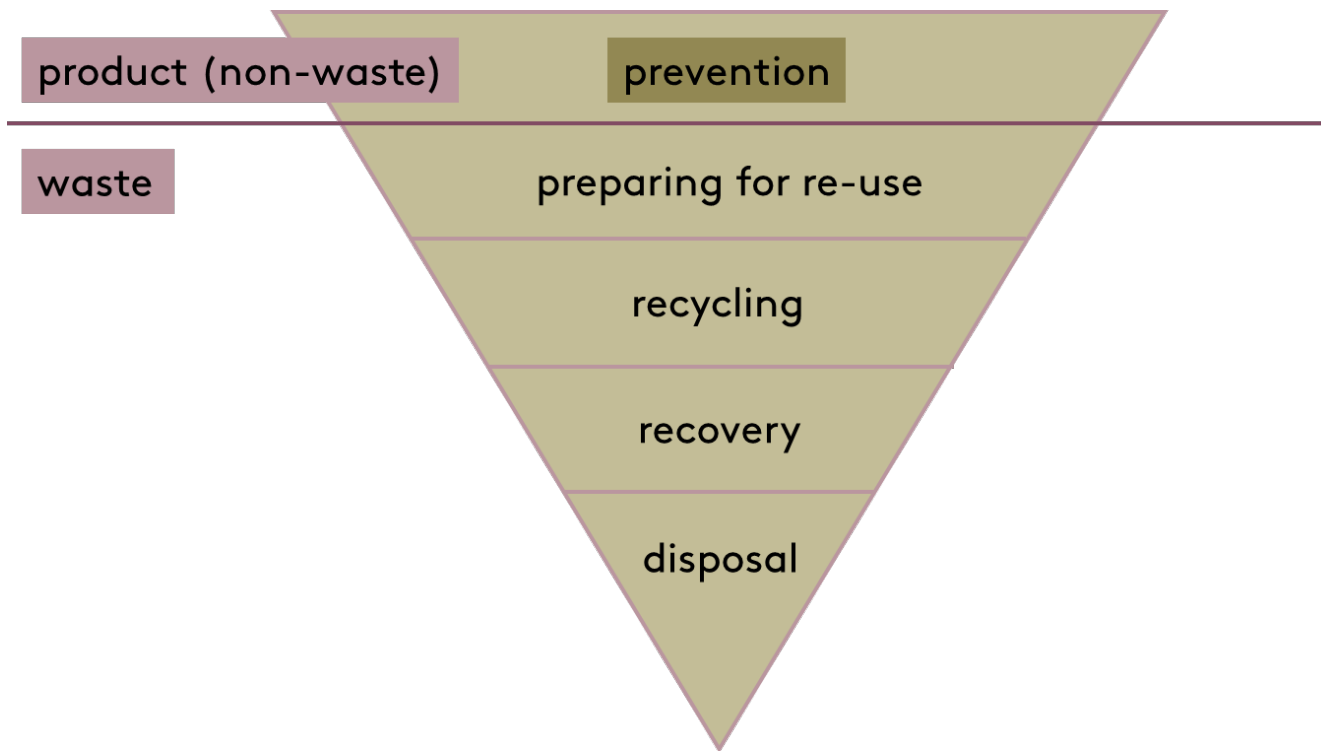 product (non-waste)
prevention
waste
preparing for re-use
recycling
recovery
disposal